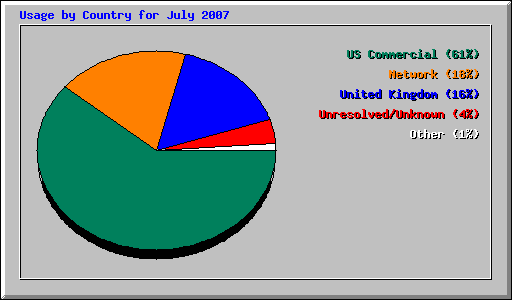 Usage by Country for July 2007
US Commercial (61%)
Network (18%)
United Kingdom (16%)
Unresolved/Unknown (4%)
Other (1%)